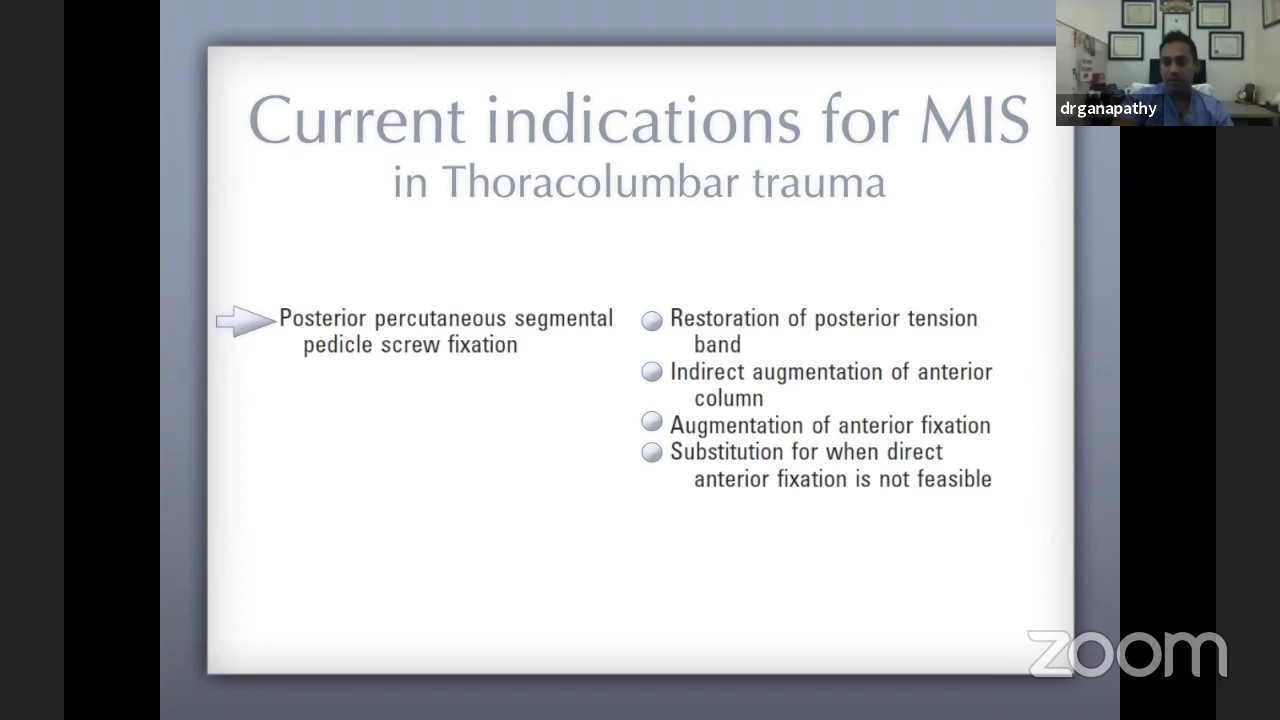 Current indications for MIS
in Thoracolumbar trauma
Posterior percutaneous segmental
pedicle screw fixation
Restoration of posterior tension
band
Indirect augmentation of anterior
column
Augmentation of anterior fixation
Substitution for when direct
anterior fixation is not feasible
drganapathy
zoom